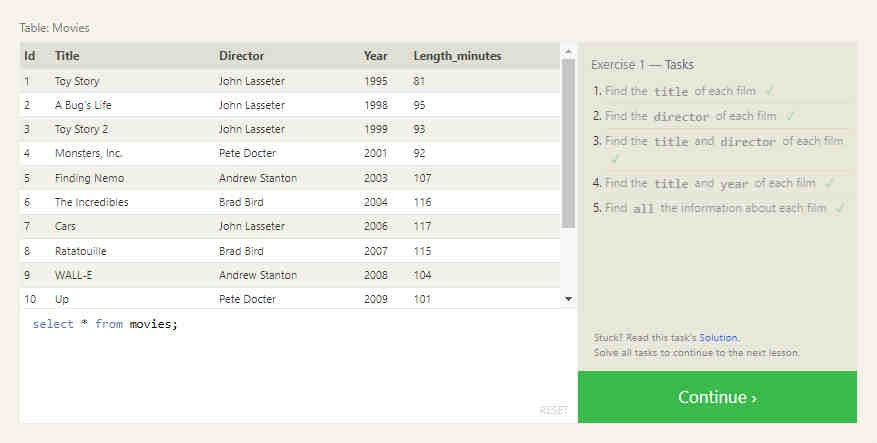 Table: Movies
Id Title Director Year Length_minutes
1 Toy Story John Lasseter 1995 81
2 A Bug's Life John Lasseter 1998 95
3 Toy Story 2 John Lasseter 1999 93
4 Monsters, Inc. Pete Docter 2001 92
5 Finding Nemo Andrew Stanton 2003 107
6 The Incredibles Brad Bird 2004 116
7 Cars John Lasseter 2006 117
8 Ratatouille Brad Bird 2007 115
9 WALL-E Andrew Stanton 2008 104
10 Up Pete Docter 2009 101
select * from movies;
RESET
Exercise 1 — Tasks
1. Find the title of each film ✓
2. Find the director of each film ✓
3. Find the title and director of each film
✓
4. Find the title and year of each film ✓
5. Find all the information about each film ✓
Stuck? Read this task's Solution.
Solve all tasks to continue to the next lesson.
Continue ›